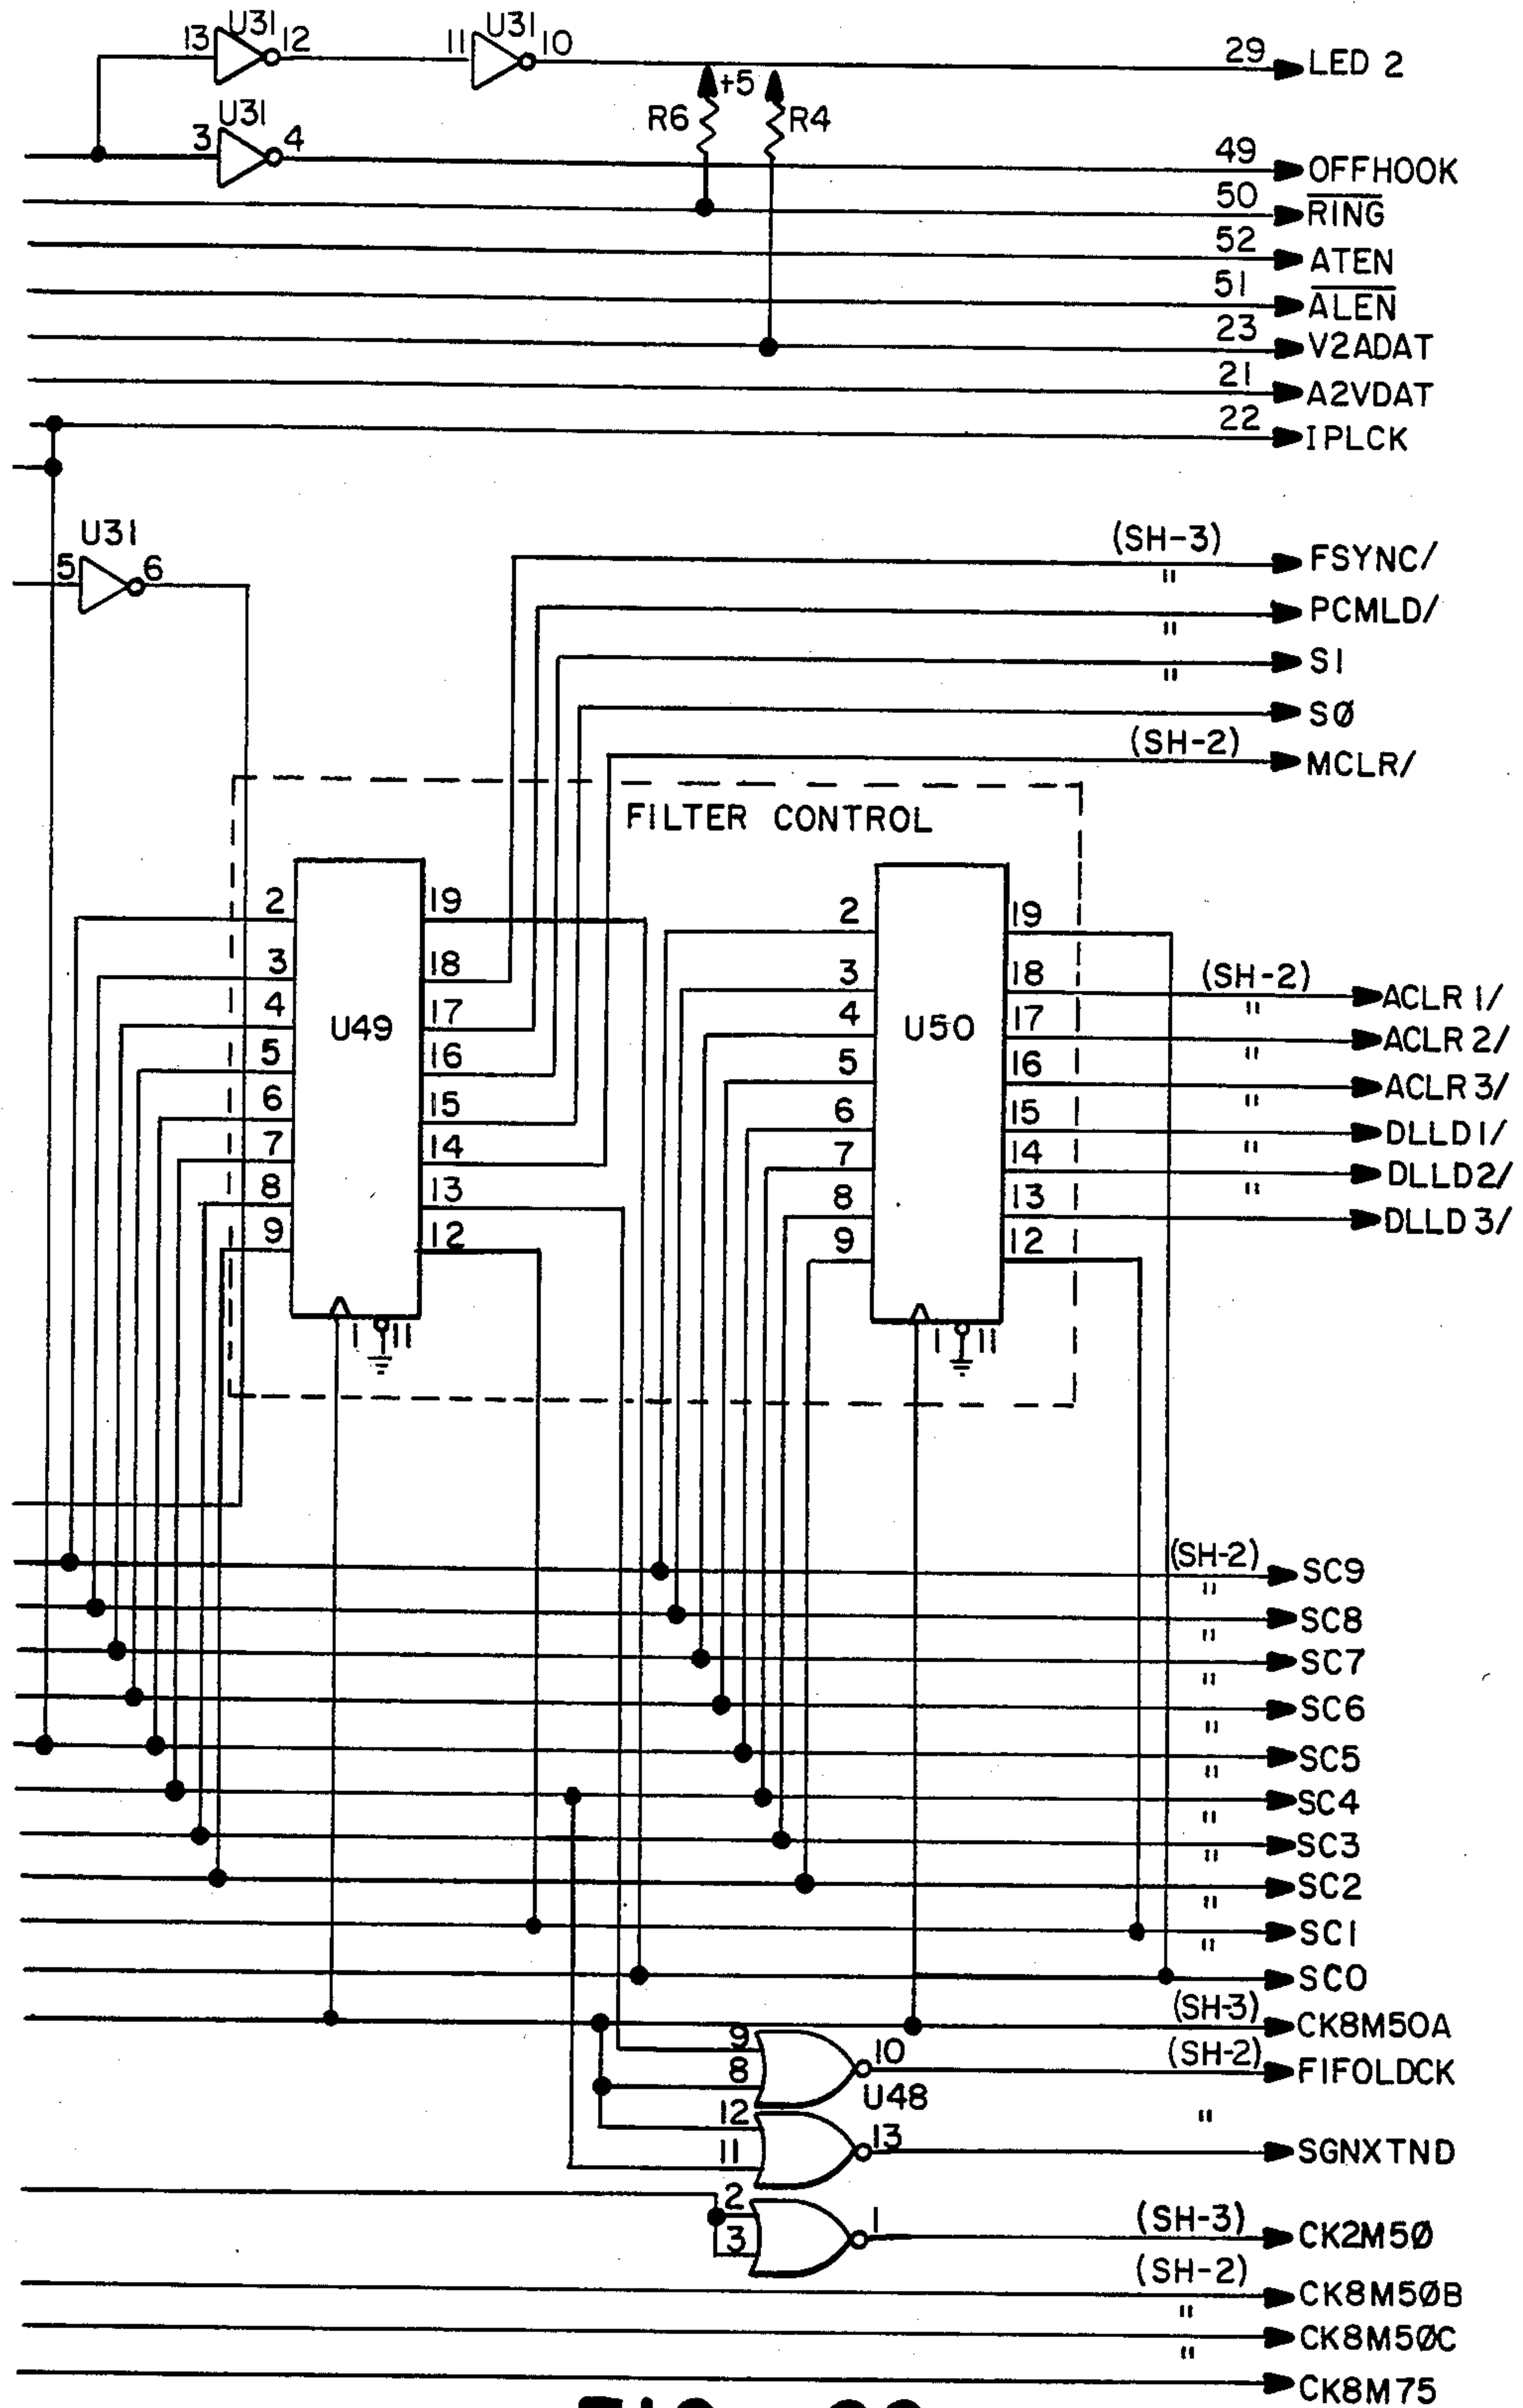 U31 U31
13 12 11 10 29 LED 2
+5
U31 R6 R4
3 4 49 OFFHOOK
50 RING
52 ATEN
51 ALEN
23 V2ADAT
21 A2VDAT
22 IPLCK
U31
5 6
(SH-3) FSYNC/
" PCMLD/
" S1
" SØ
(SH-2) MCLR/
FILTER CONTROL
2 19 2 19
3 18 3 18 (SH-2) ACLR 1/
4 U49 17 4 U50 17 " ACLR 2/
5 16 5 16 " ACLR 3/
6 15 6 15 " DLLD 1/
7 14 7 14 " DLLD 2/
8 13 8 13 " DLLD 3/
9 12 9 12
1 11 1 11
(SH-2) SC9
" SC8
" SC7
" SC6
" SC5
" SC4
" SC3
" SC2
" SC1
" SC0
(SH-3) CK8M50A
9 10 (SH-2) FIFOLDCK
8 U48
12 "
11 13 SGNXTND
2 1 (SH-3) CK2M5Ø
3
(SH-2) CK8M5ØB
" CK8M5ØC
" CK8M75